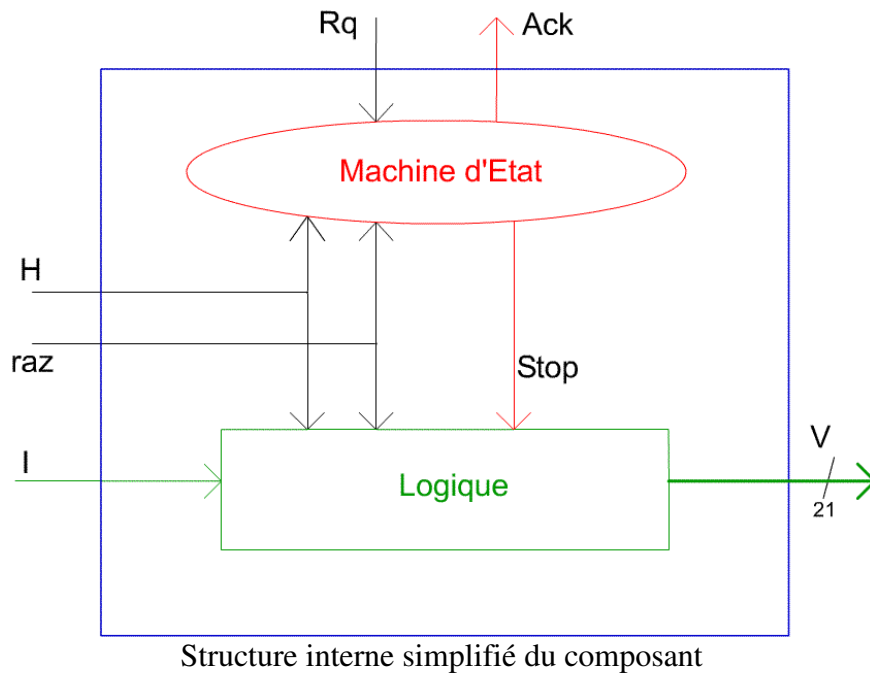 Rq
Ack
Machine d'Etat
H
raz
Stop
I
V
Logique
21
Structure interne simplifié du composant